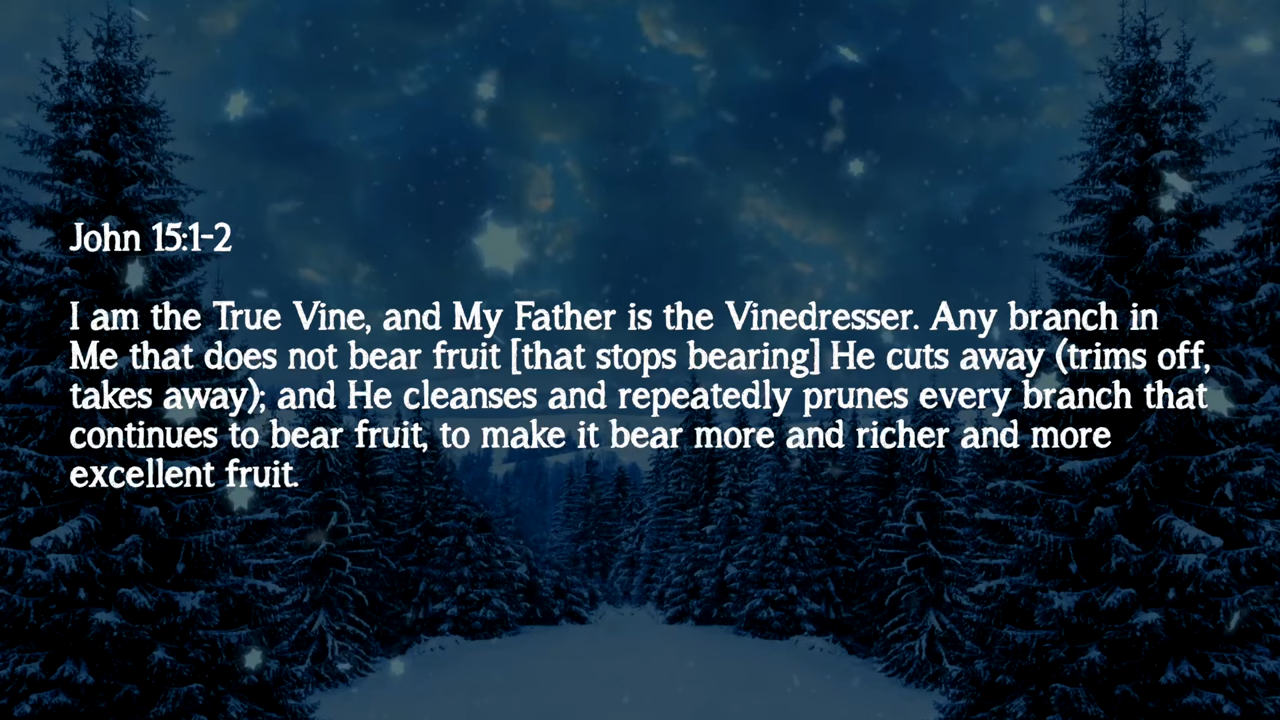 John 15:1-2
I am the True Vine, and My Father is the Vinedresser. Any branch in
Me that does not bear fruit [that stops bearing] He cuts away (trims off,
takes away); and He cleanses and repeatedly prunes every branch that
continues to bear fruit, to make it bear more and richer and more
excellent fruit.